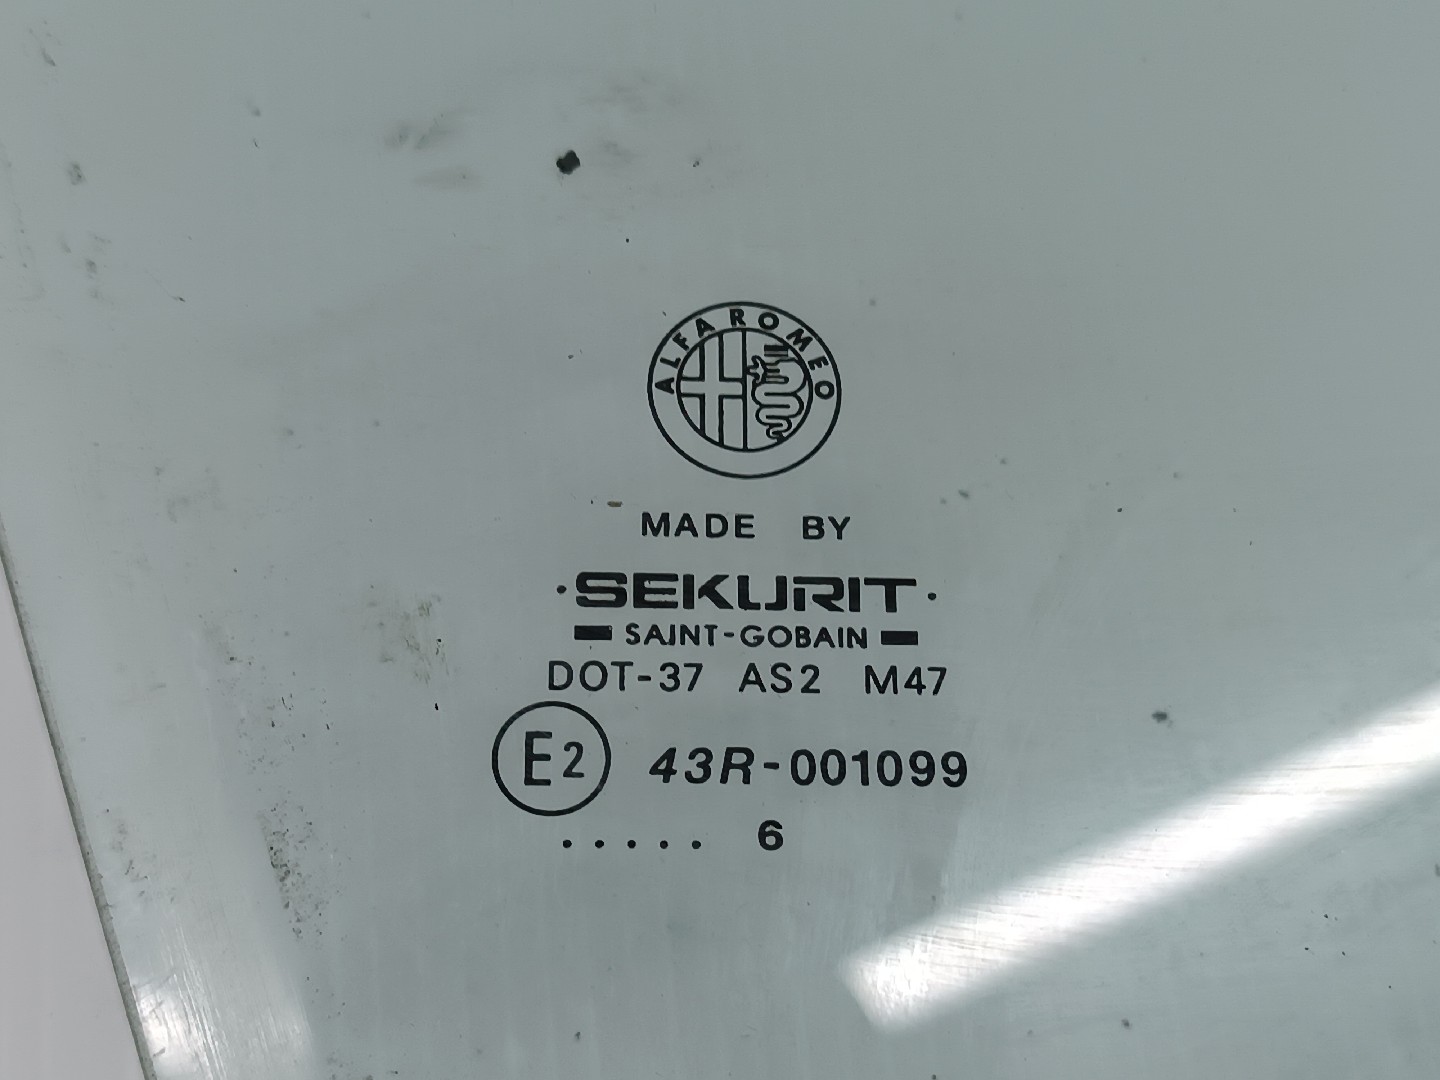 ALFA ROMEO
MADE BY
·SEKURIT·
SAINT-GOBAIN
DOT-37 AS2 M47
E2 43R-001099
..... 6